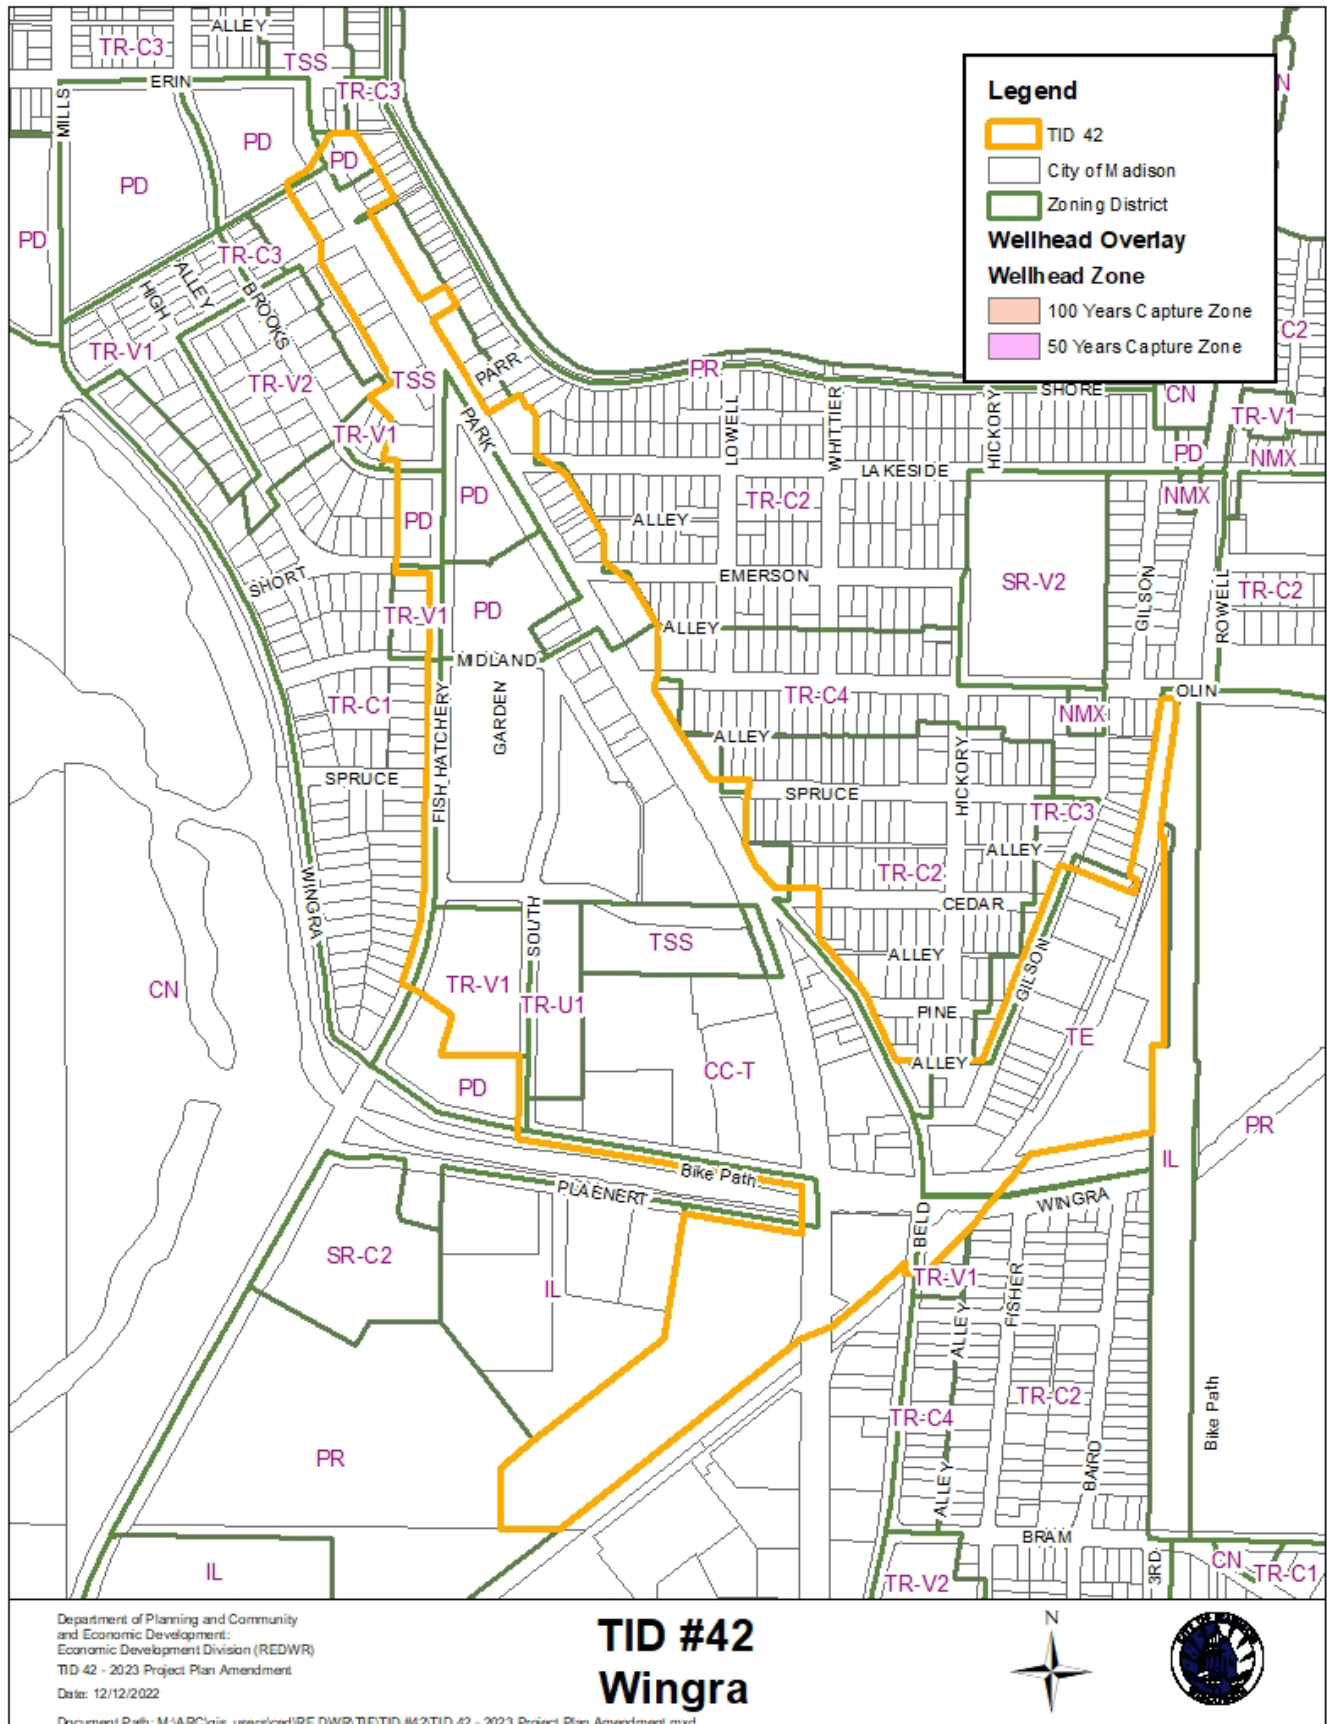 ALLEY
TR-C3
TSS
ERIN
TR-C3
MILLS
PD
PD
PD
PD
TR-C3
ALLEY
HIGH
BROOKS
TR-V1
TR-V2
TSS
PARR
PARK
TR-V1
PR
LOWELL
WHITTIER
HICKORY
SHORE
CN
C2
N
TR-V1
PD
NMX
NMX
LAKESIDE
PD
PD
TR-C2
ALLEY
EMERSON
SR-V2
GILSON
ROWELL
TR-C2
SHORT
TR-V1
PD
ALLEY
MIDLAND
TR-C1
FISH HATCHERY
GARDEN
TR-C4
OLIN
NMX
ALLEY
HICKORY
SPRUCE
SPRUCE
TR-C3
ALLEY
TR-C2
CEDAR
WINGRA
SOUTH
TSS
ALLEY
GILSON
CN
TR-V1
TR-U1
PINE
TE
ALLEY
CC-T
PD
PR
IL
Bike Path
PLAENERT
WINGRA
BELD
SR-C2
IL
TR-V1
FISHER
ALLEY
TR-C2
TR-C4
Bike Path
BAIRD
PR
ALLEY
BRAM
IL
TR-V2
3RD
CN
TR-C1
Legend
TID 42
City of Madison
Zoning District
Wellhead Overlay
Wellhead Zone
100 Years Capture Zone
50 Years Capture Zone
Department of Planning and Community
and Economic Development:
Economic Development Division (REDWR)
TID 42 - 2023 Project Plan Amendment
Date: 12/12/2022
TID #42
Wingra
N